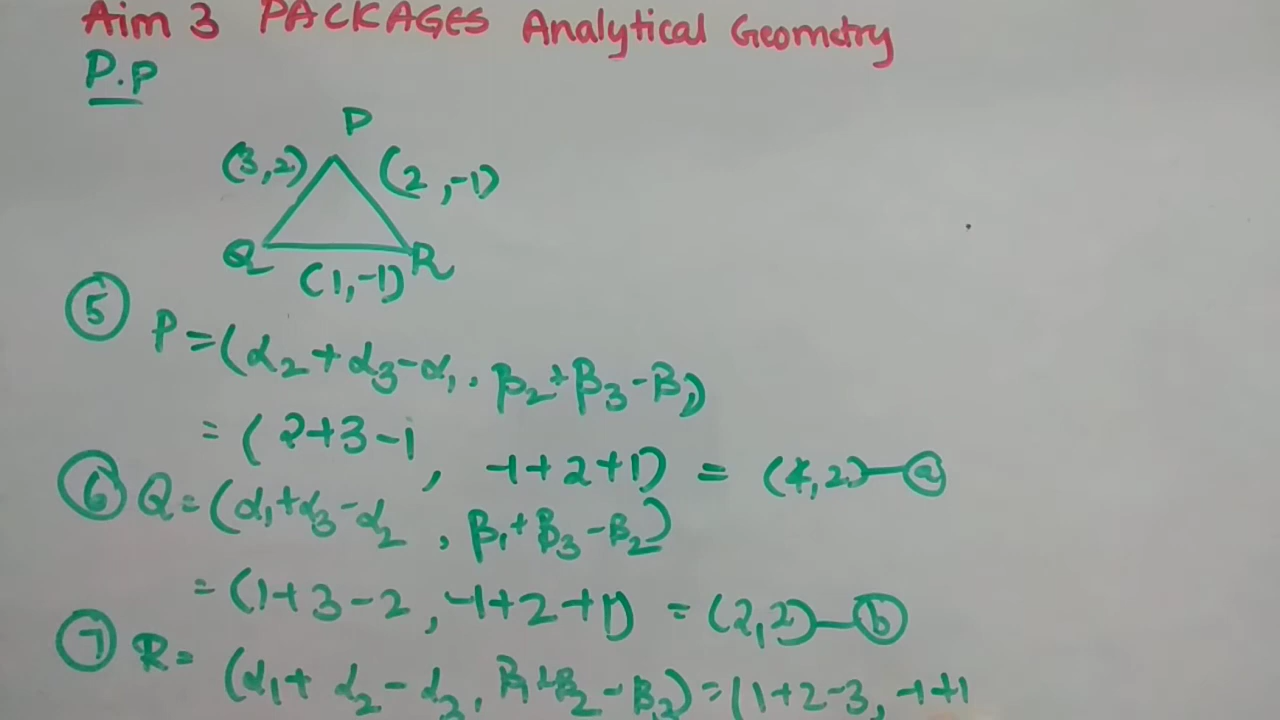 Aim 3 PACKAGES Analytical Geometry
P.P
P
(3,2) (2,-1)
Q (1,-1) R
⑤ P=(α₂+α₃-α₁, β₂+β₃-β₁)
= (2+3-1, -1+2+1) = (4,2)—ⓐ
⑥ Q=(α₁+α₃-α₂, β₁+β₃-β₂)
= (1+3-2, -1+2+1) = (2,2)—ⓑ
⑦ R= (α₁+α₂-α₃, β₁+β₂-β₃)=(1+2-3, -1+1